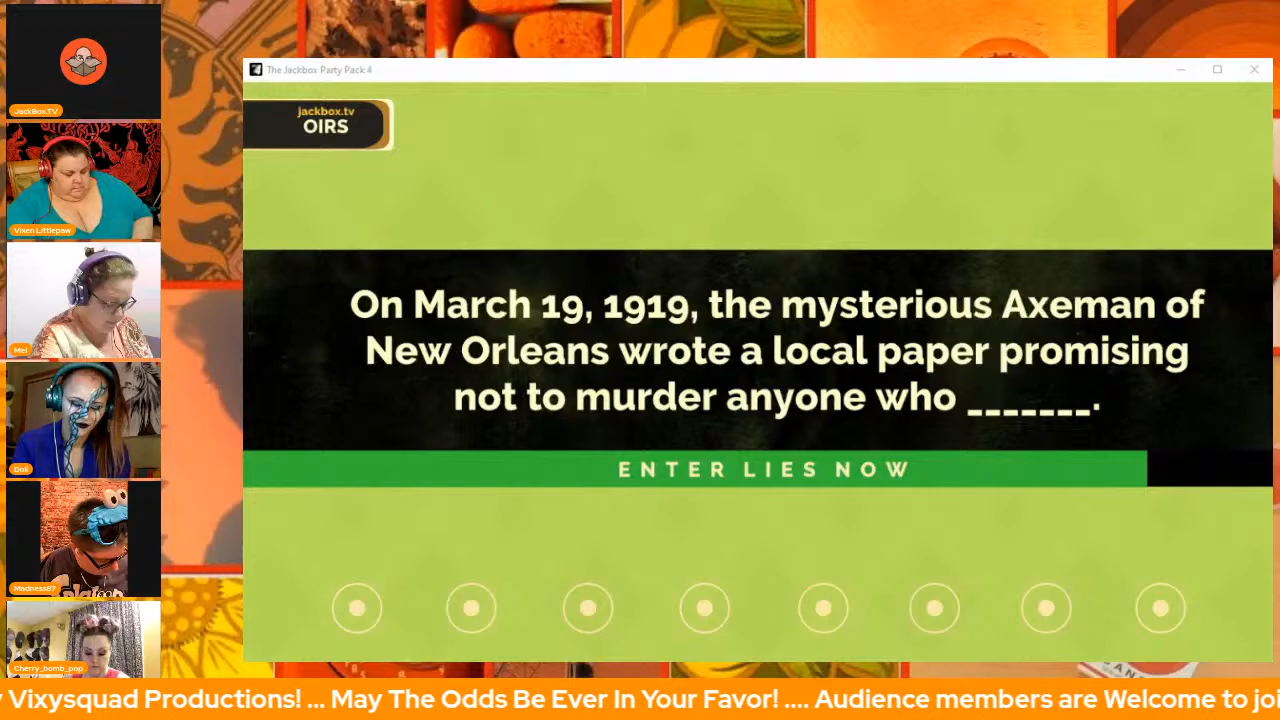 JackBox.TV
Vixen Littlepaw
Mei
Doll
Madness87
Cherry_bomb_pop
The Jackbox Party Pack 4
jackbox.tv
OIRS
On March 19, 1919, the mysterious Axeman of
New Orleans wrote a local paper promising
not to murder anyone who _______.
ENTER LIES NOW
Vixysquad Productions! ... May The Odds Be Ever In Your Favor! .... Audience members are Welcome to joi